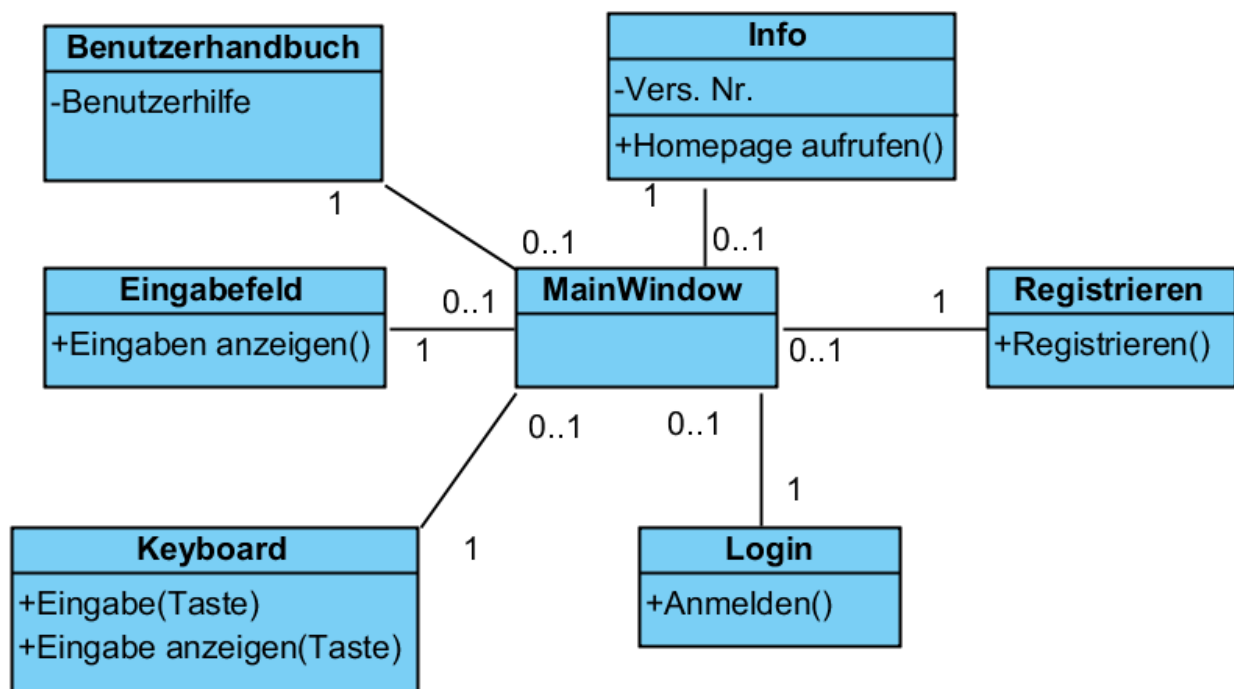 Benutzerhandbuch
-Benutzerhilfe
Info
-Vers. Nr.
+Homepage aufrufen()
1
1
0..1
0..1
Eingabefeld
+Eingaben anzeigen()
0..1
1
MainWindow
1
0..1
Registrieren
+Registrieren()
0..1
0..1
1
1
Keyboard
+Eingabe(Taste)
+Eingabe anzeigen(Taste)
Login
+Anmelden()